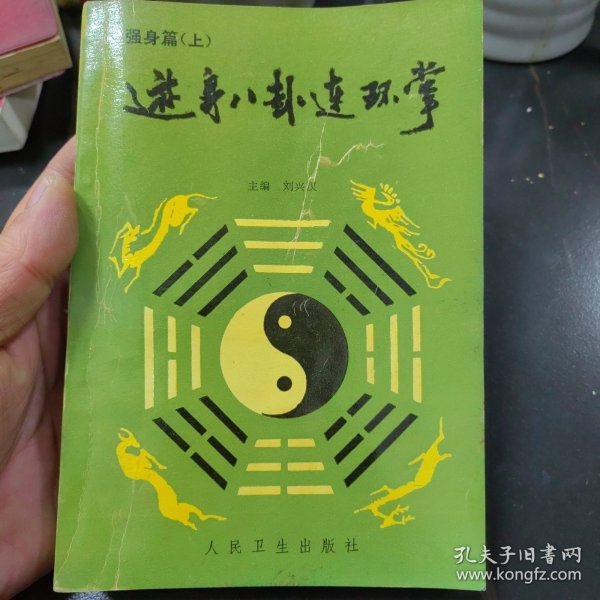 强身篇(上)
游身八卦连环掌
主编 刘兴汉
人民卫生出版社
孔夫子旧书网
www.kongfz.com